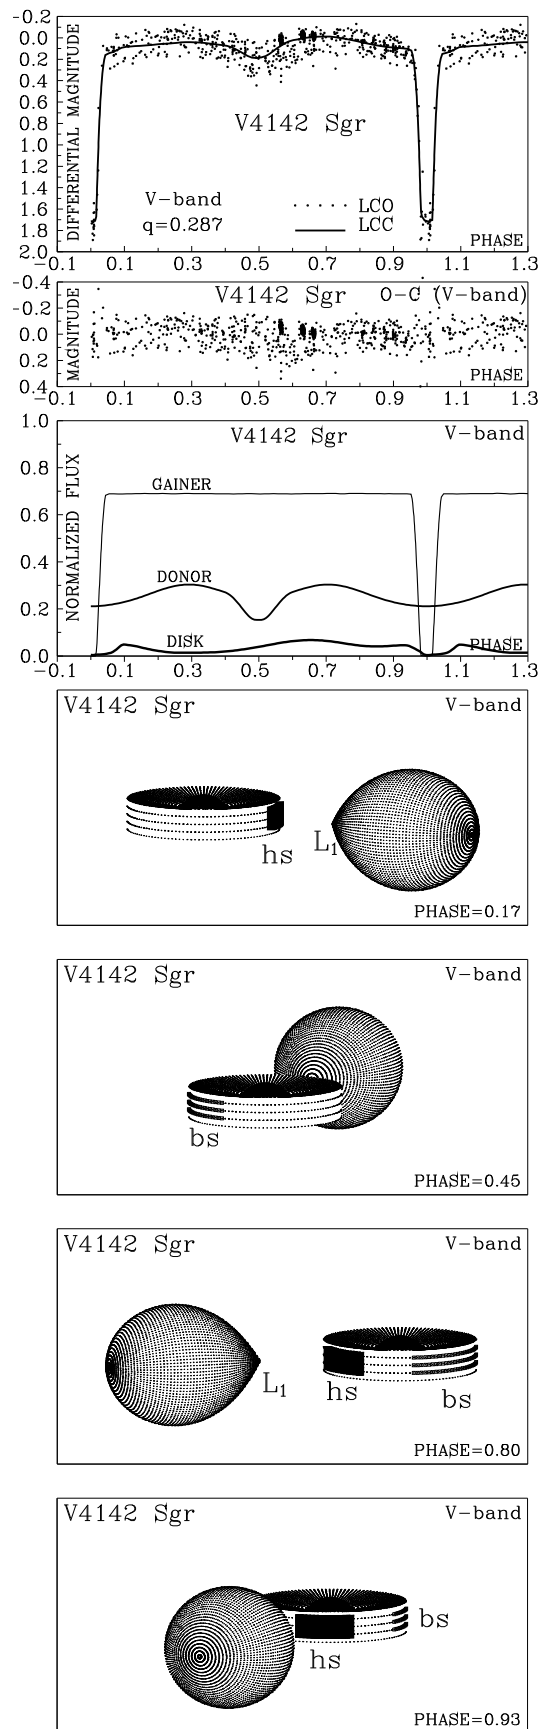 -0.2
0.0
0.2
0.4
0.6
0.8
1.0
1.2
1.4
1.6
1.8
2.0
DIFFERENTIAL MAGNITUDE
V4142 Sgr
V-band
q=0.287
LCO
LCC
PHASE
-0.1 0.1 0.3 0.5 0.7 0.9 1.1 1.3
-0.4
-0.2
0.0
0.2
0.4
MAGNITUDE
V4142 Sgr O-C (V-band)
PHASE
-0.1 0.1 0.3 0.5 0.7 0.9 1.1 1.3
1.0
0.8
0.6
0.4
0.2
0.0
NORMALIZED FLUX
V4142 Sgr V-band
GAINER
DONOR
DISK
PHASE
-0.1 0.1 0.3 0.5 0.7 0.9 1.1 1.3
V4142 Sgr V-band
hs L1
PHASE=0.17
V4142 Sgr V-band
bs
PHASE=0.45
V4142 Sgr V-band
L1 hs bs
PHASE=0.80
V4142 Sgr V-band
bs
hs
PHASE=0.93